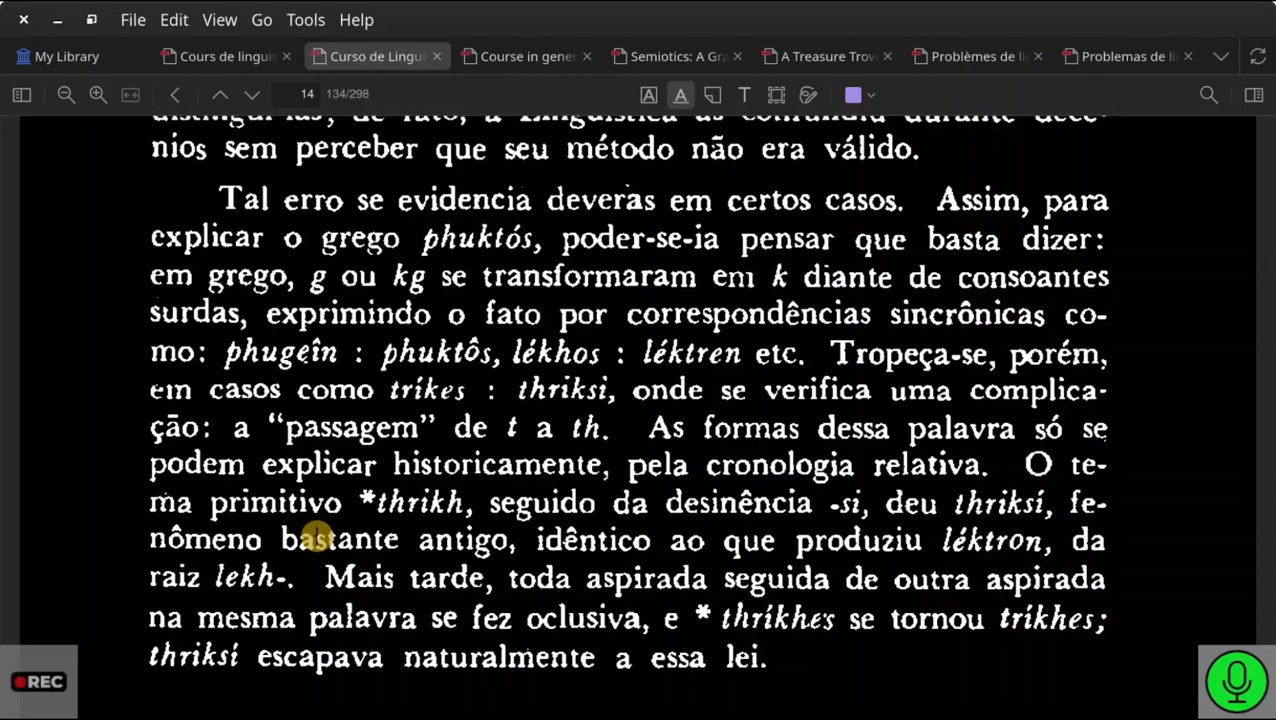 File Edit View Go Tools Help
My Library Cours de linguis Curso de Lingui Course in gener Semiotics: A Gra A Treasure Trov Problèmes de lin Problemas de lin
14 134/298
nios sem perceber que seu método não era válido.
Tal erro se evidencia deveras em certos casos. Assim, para
explicar o grego phuktós, poder-se-ia pensar que basta dizer:
em grego, g ou kg se transformaram em k diante de consoantes
surdas, exprimindo o fato por correspondências sincrônicas co-
mo: phugeîn : phuktôs, lékhos : léktren etc. Tropeça-se, porém,
em casos como tríkes : thriksi, onde se verifica uma complica-
ção: a “passagem” de t a th. As formas dessa palavra só se
podem explicar historicamente, pela cronologia relativa. O te-
ma primitivo *thrikh, seguido da desinência -si, deu thriksí, fe-
nômeno bastante antigo, idêntico ao que produziu léktron, da
raiz lekh-. Mais tarde, toda aspirada seguida de outra aspirada
na mesma palavra se fez oclusiva, e * thríkhes se tornou tríkhes;
thriksí escapava naturalmente a essa lei.
REC